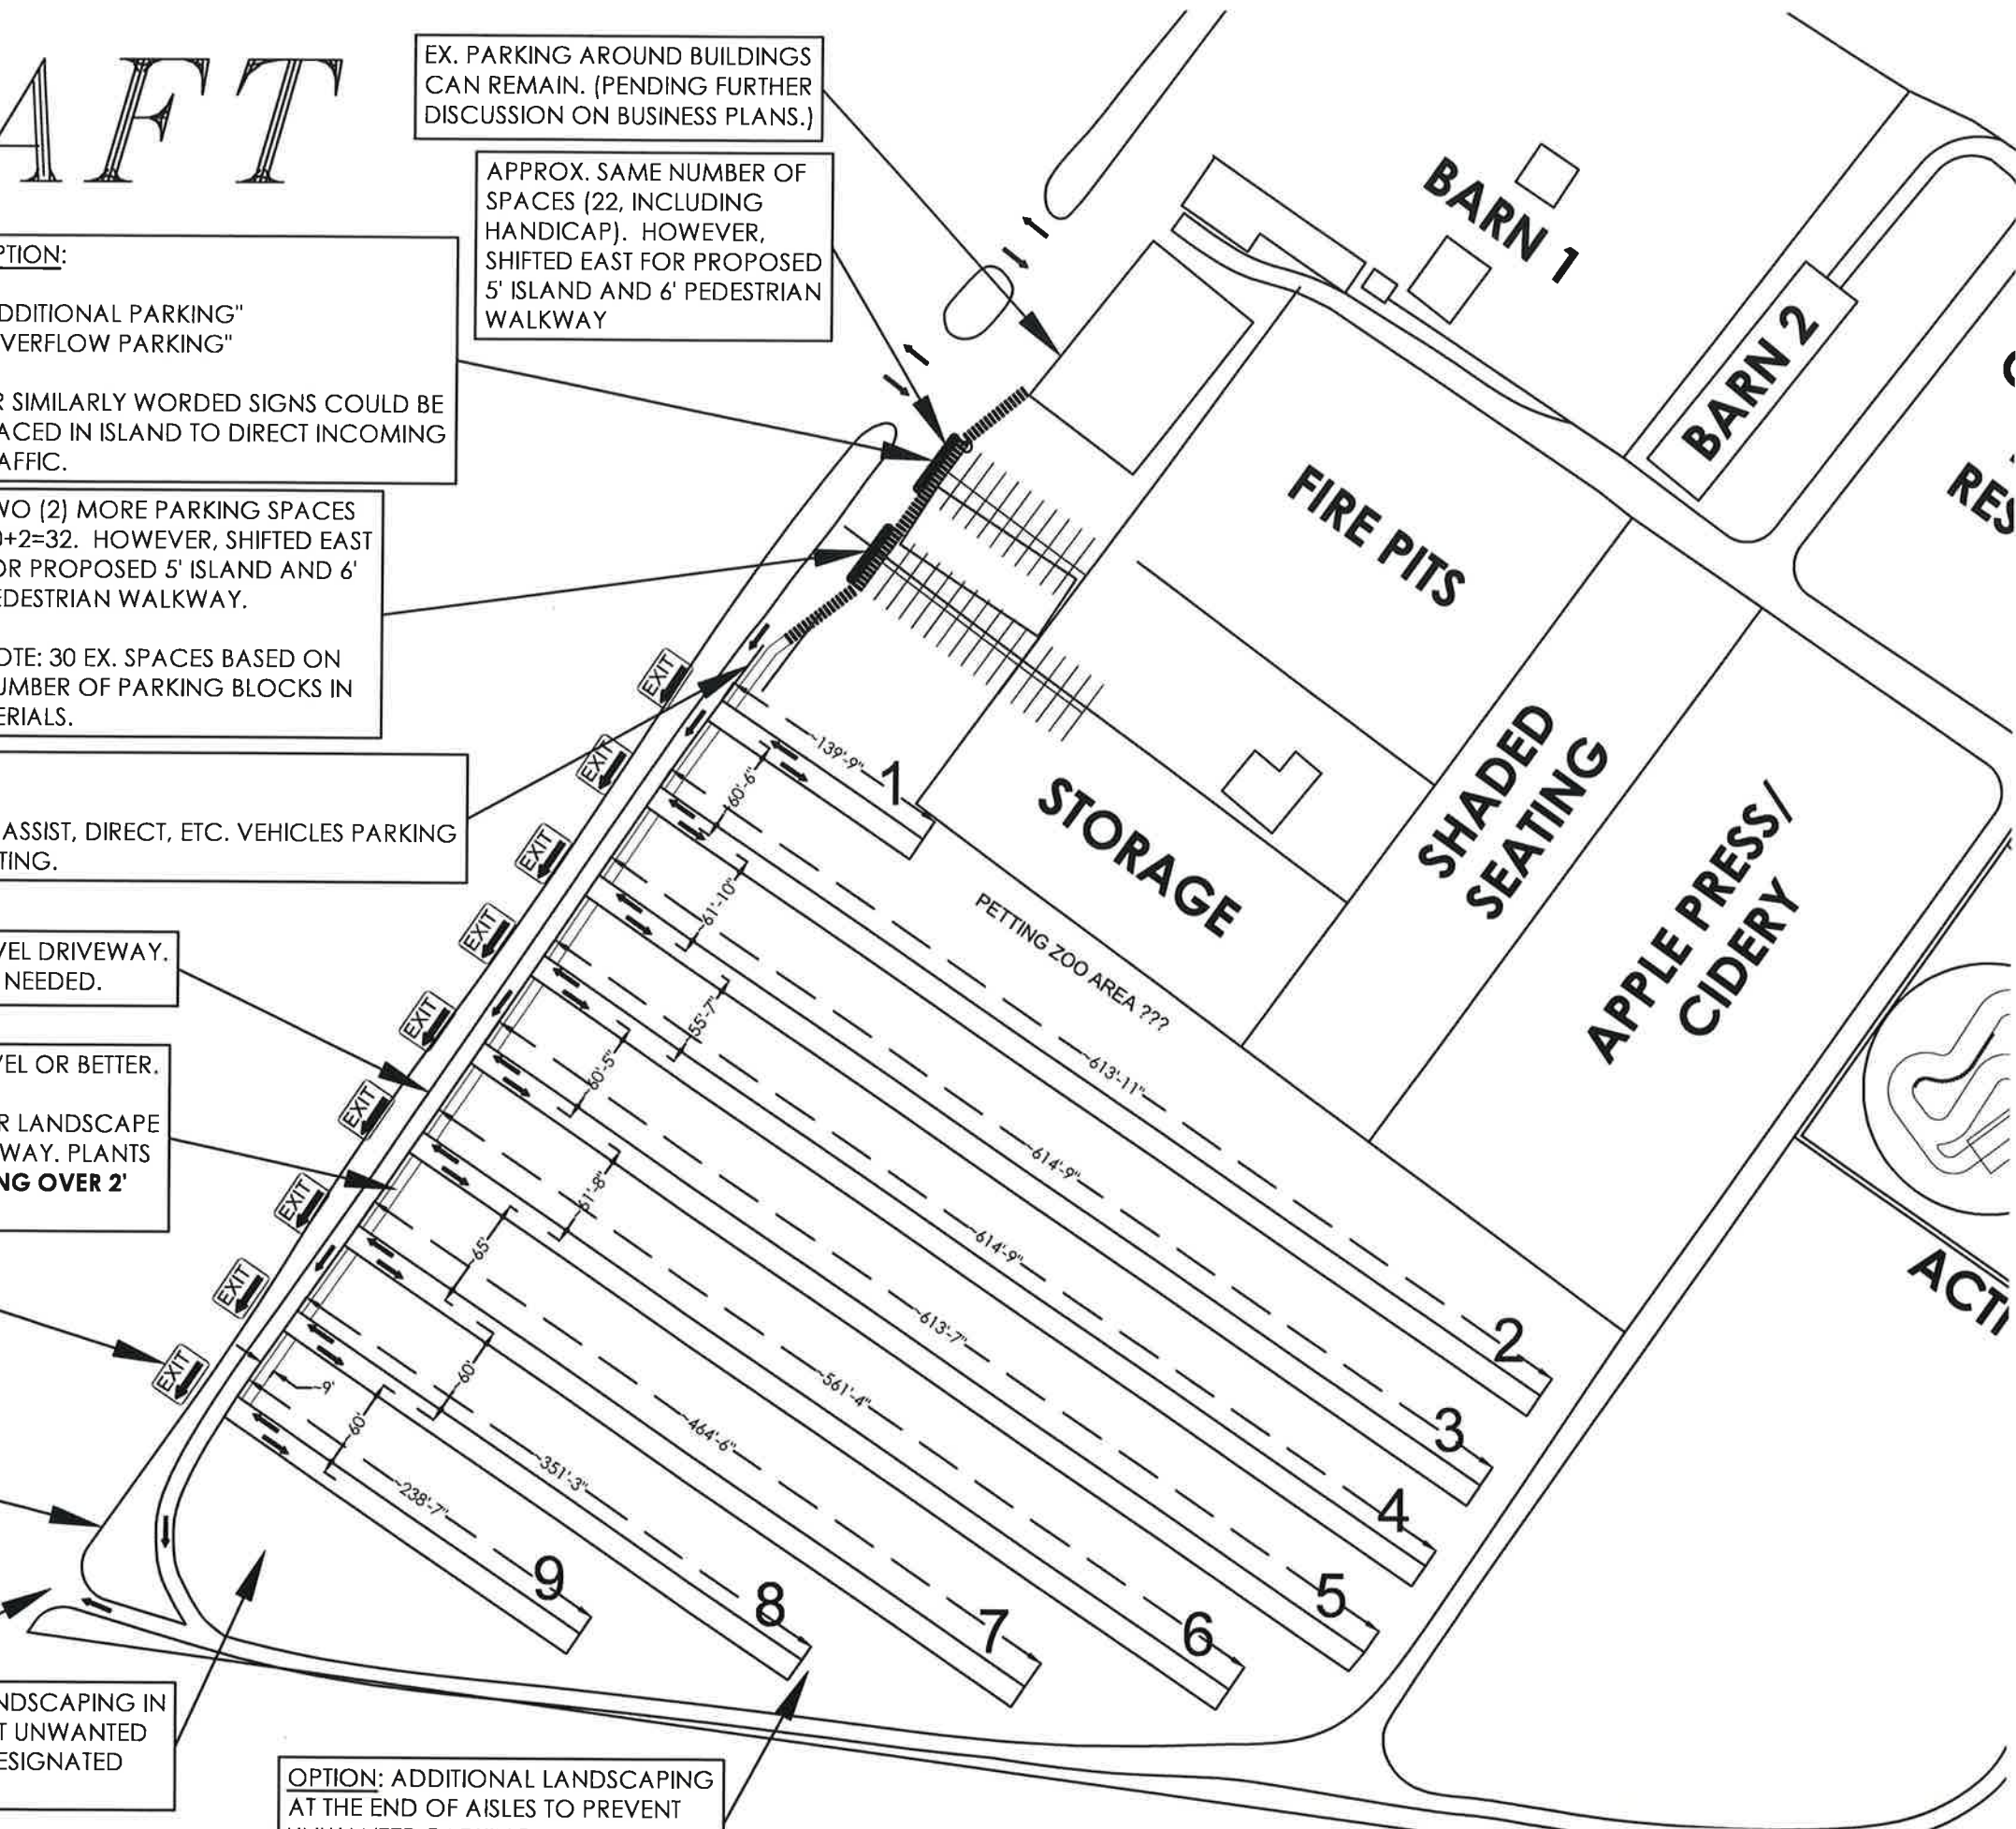 AFT
EX. PARKING AROUND BUILDINGS
CAN REMAIN. (PENDING FURTHER
DISCUSSION ON BUSINESS PLANS.)
APPROX. SAME NUMBER OF
SPACES (22, INCLUDING
HANDICAP). HOWEVER,
SHIFTED EAST FOR PROPOSED
5' ISLAND AND 6' PEDESTRIAN
WALKWAY
PTION:
DDITIONAL PARKING"
VERFLOW PARKING"
R SIMILARLY WORDED SIGNS COULD BE
ACED IN ISLAND TO DIRECT INCOMING
AFFIC.
WO (2) MORE PARKING SPACES
0+2=32. HOWEVER, SHIFTED EAST
OR PROPOSED 5' ISLAND AND 6'
EDESTRIAN WALKWAY.
OTE: 30 EX. SPACES BASED ON
UMBER OF PARKING BLOCKS IN
ERIALS.
ASSIST, DIRECT, ETC. VEHICLES PARKING
TING.
VEL DRIVEWAY.
NEEDED.
VEL OR BETTER.
R LANDSCAPE
WAY. PLANTS
NG OVER 2'
NDSCAPING IN
T UNWANTED
ESIGNATED
OPTION: ADDITIONAL LANDSCAPING
AT THE END OF AISLES TO PREVENT
BARN 1
BARN 2
RES
FIRE PITS
STORAGE
SHADED
SEATING
APPLE PRESS/
CIDERY
ACTI
PETTING ZOO AREA ???
EXIT
EXIT
EXIT
EXIT
EXIT
EXIT
EXIT
EXIT
EXIT
~139'-9"
1
~60'-6"
~61'-10"
~55'-7"
~60'-5"
~61'-8"
~65'
~60'
~60'
~9'
~613'-11"
2
~614'-9"
3
~614'-9"
4
~613'-7"
5
~561'-4"
6
~464'-6"
7
~351'-3"
8
~238'-7"
9